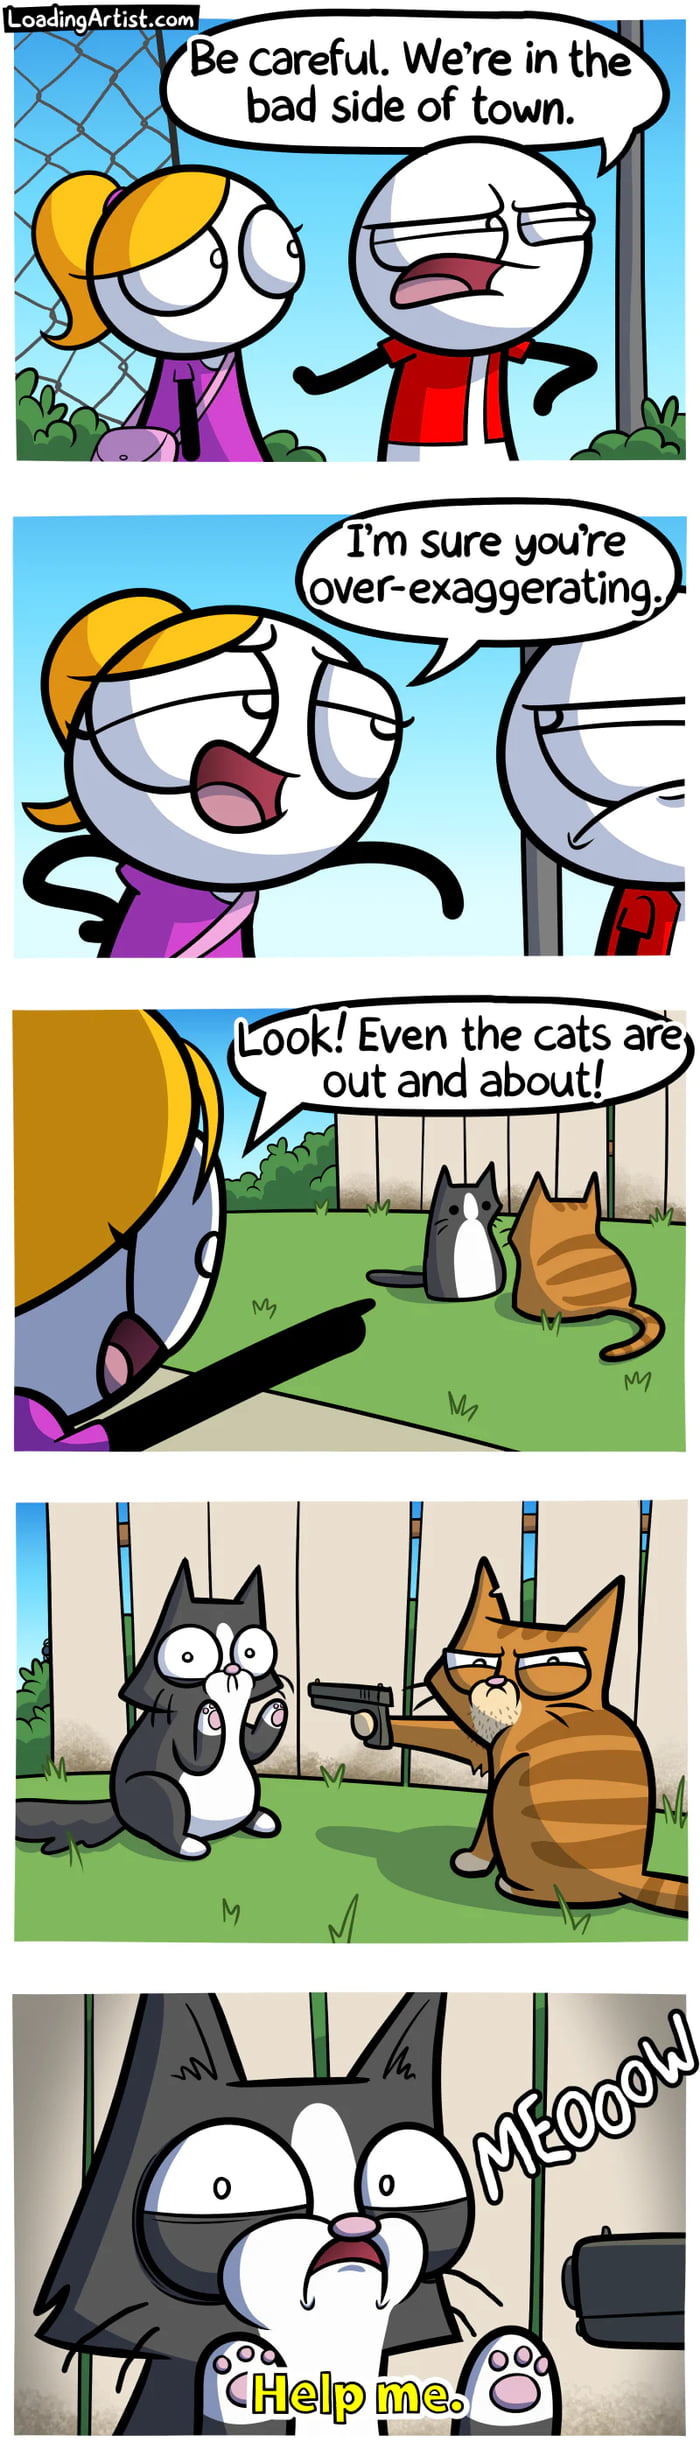 LoadingArtist.com
Be careful. We're in the
bad side of town.
I'm sure you're
over-exaggerating.
Look! Even the cats are
out and about!
MEOOOW
Help me.